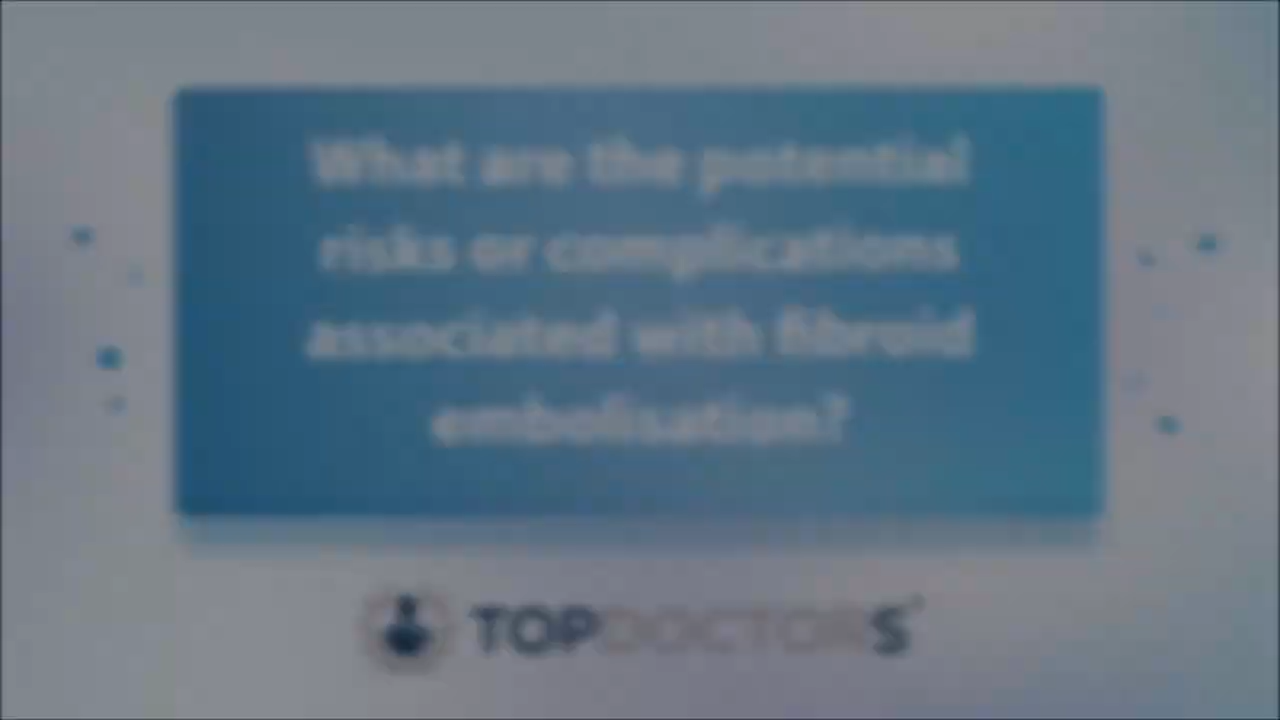 What are the potential
risks or complications
associated with fibroid
embolisation?
TOPDOCTORS